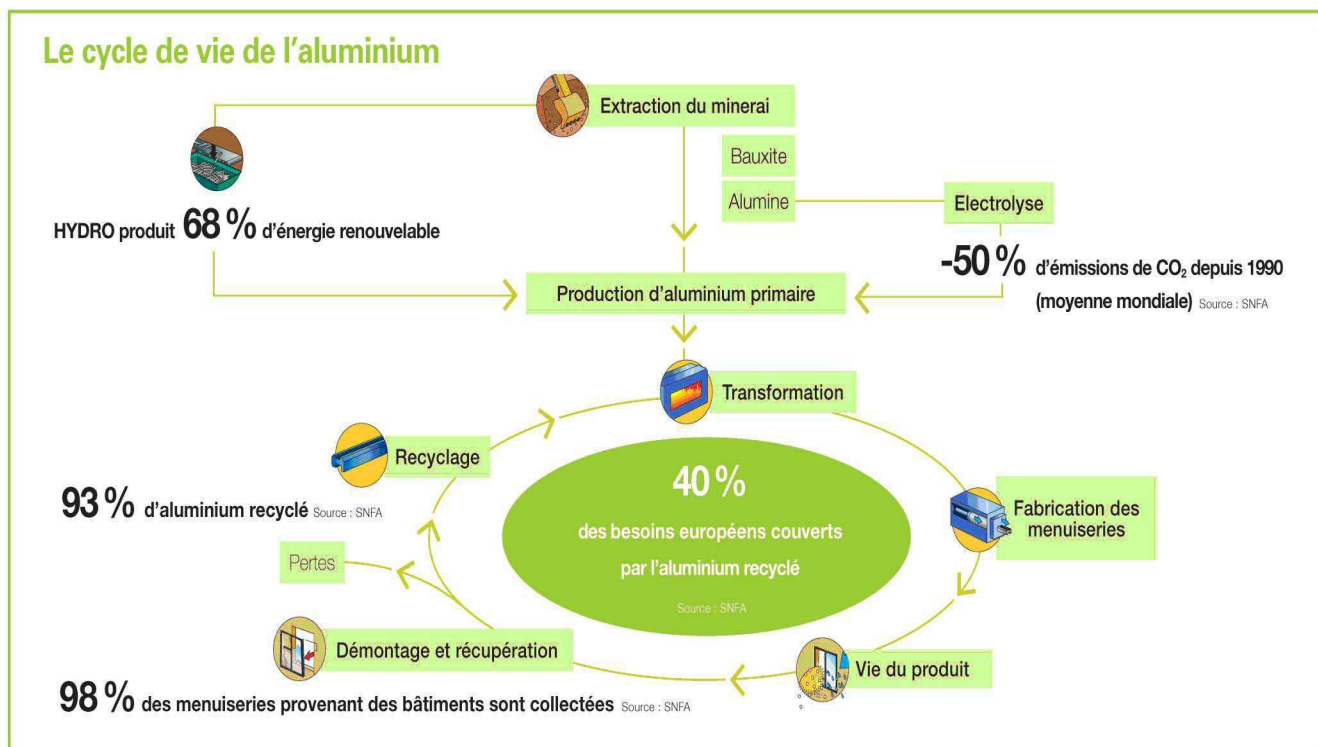 Le cycle de vie de l'aluminium
Extraction du minerai
Bauxite
Alumine
Electrolyse
HYDRO produit 68 % d'énergie renouvelable
-50 % d'émissions de CO₂ depuis 1990
(moyenne mondiale) Source : SNFA
Production d'aluminium primaire
Transformation
Recyclage
93 % d'aluminium recyclé Source : SNFA
40 %
des besoins européens couverts
par l'aluminium recyclé
Source : SNFA
Fabrication des
menuiseries
Pertes
Démontage et récupération
Vie du produit
98 % des menuiseries provenant des bâtiments sont collectées Source : SNFA